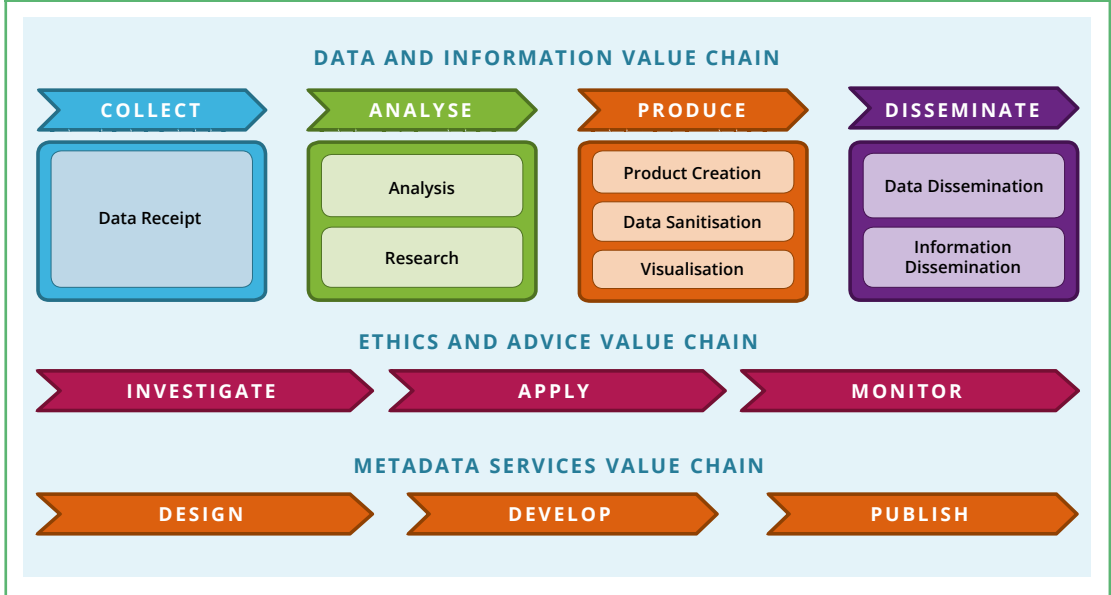 DATA AND INFORMATION VALUE CHAIN
COLLECT
ANALYSE
PRODUCE
DISSEMINATE
Data Receipt
Analysis
Research
Product Creation
Data Sanitisation
Visualisation
Data Dissemination
Information
Dissemination
ETHICS AND ADVICE VALUE CHAIN
INVESTIGATE
APPLY
MONITOR
METADATA SERVICES VALUE CHAIN
DESIGN
DEVELOP
PUBLISH